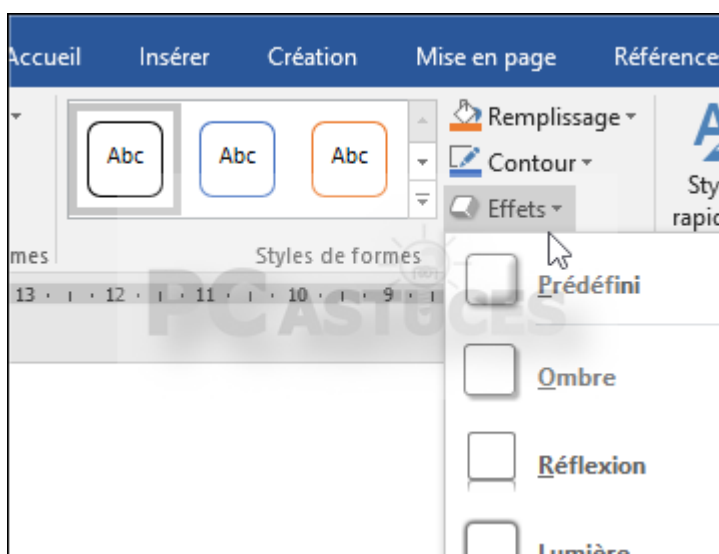 Accueil Insérer Création Mise en page Référence
Abc Abc Abc Remplissage
Contour
Effets
Sty
rapid
mes Styles de formes
13 12 11 10 9
PC ASTUCES
Prédéfini
Ombre
Réflexion
Lumière